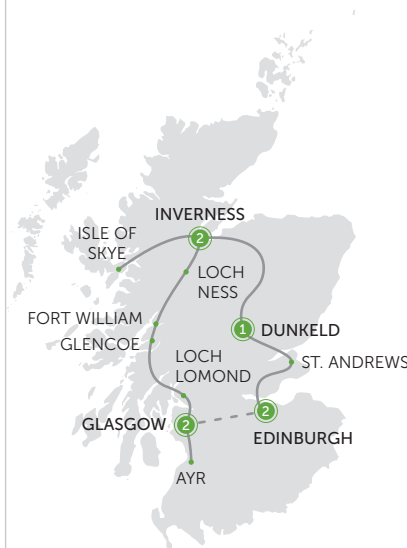 INVERNESS
ISLE OF
SKYE
2
LOCH
NESS
FORT WILLIAM
GLENCOE
1
DUNKELD
LOCH
LOMOND
ST. ANDREWS
GLASGOW
2
2
EDINBURGH
AYR